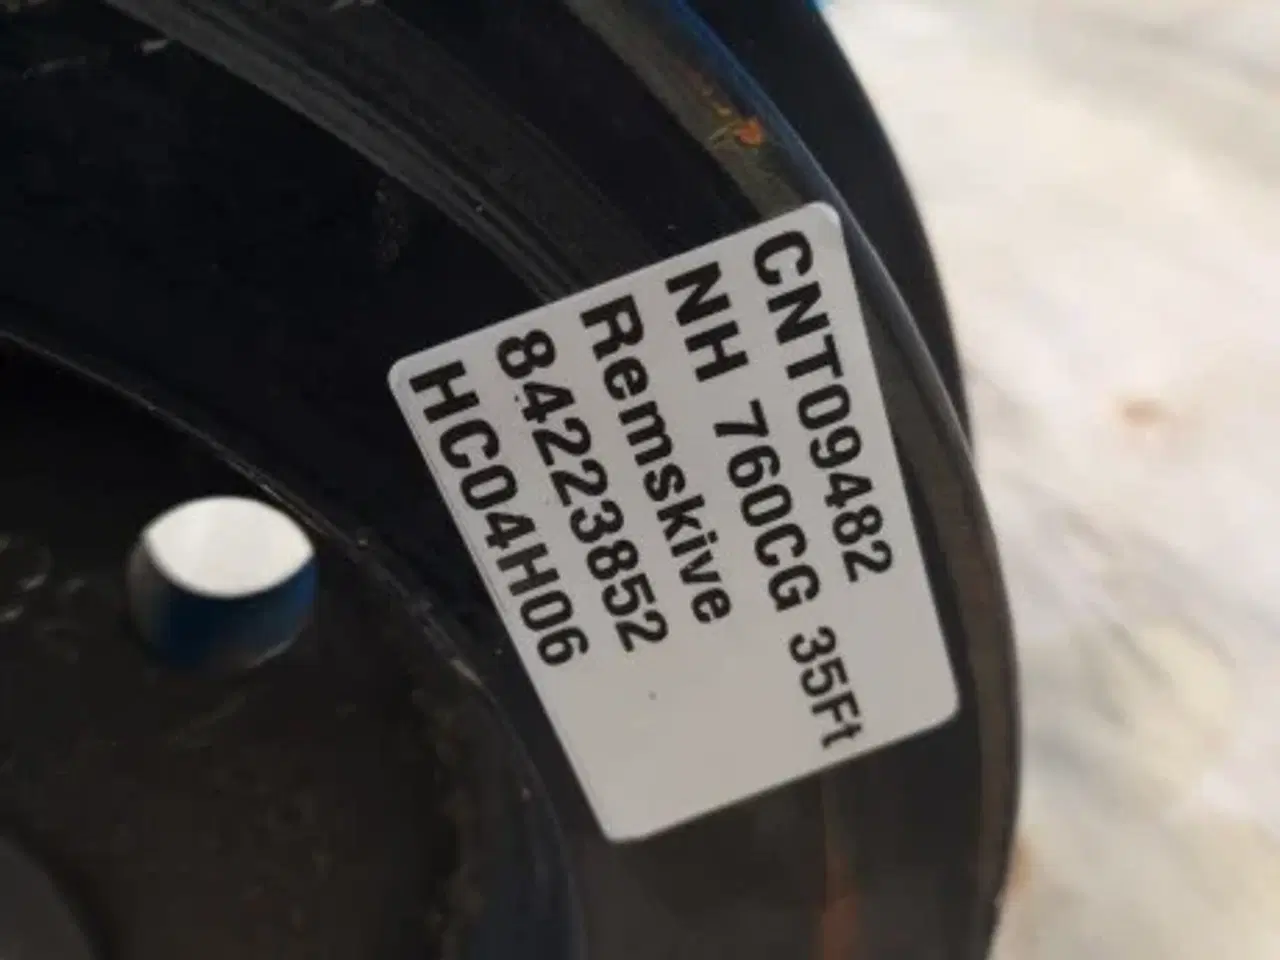 CNT09482
NH 760CG 35Ft
Remskive
84223852
HC04H06